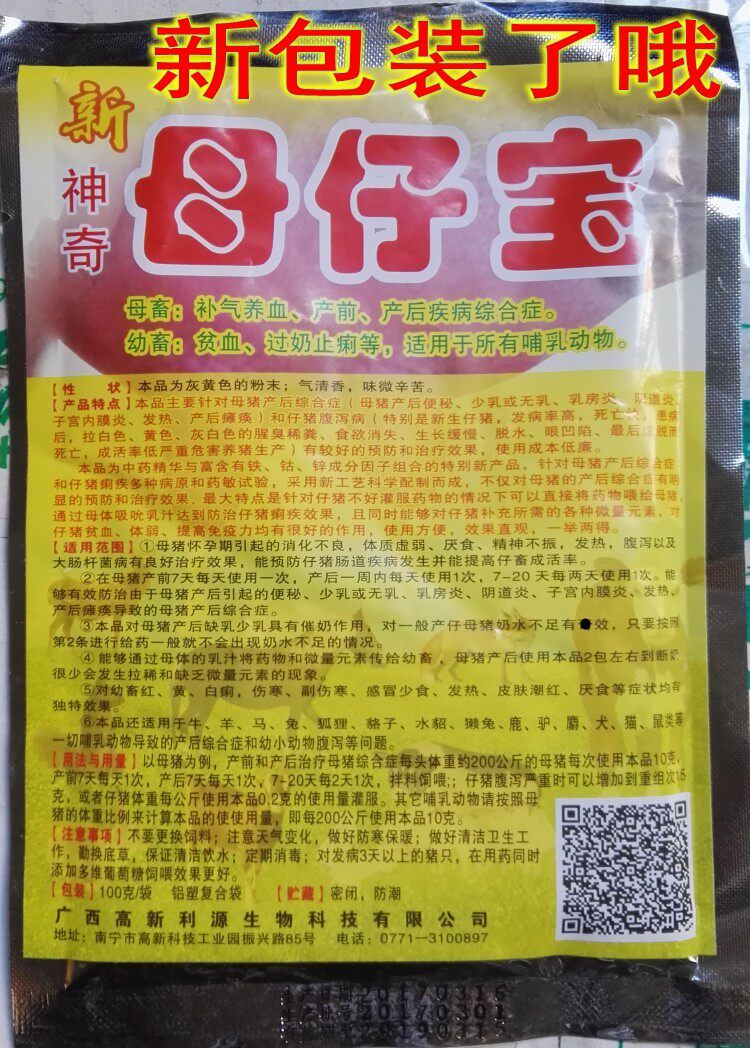 新包装了哦
新
神奇
母仔宝
母畜：补气养血、产前、产后疾病综合症。
幼畜：贫血、过奶止痢等，适用于所有哺乳动物。
【性 状】本品为灰黄色的粉末；气清香，味微辛苦。
【产品特点】本品主要针对母猪产后综合症（母猪产后便秘、少乳或无乳、乳房炎、阴道炎、
子宫内膜炎、发热、产后瘫痪）和仔猪腹泻病（特别是新生仔猪，发病率高，死亡快，患病
后，拉白色、黄色、灰白色的腥臭稀粪、食欲消失、生长缓慢、脱水、眼凹陷、最后虚脱而
死亡，成活率低严重危害养猪生产）有较好的预防和治疗效果，使用成本低廉。
本品为中药精华与富含有铁、钴、锌成分因子组合的特别新产品，针对母猪产后综合症
和仔猪痢疾多种病原和药敏试验，采用新工艺科学配制而成，不仅对母猪的产后综合症有明
显的预防和治疗效果，最大特点是针对仔猪不好灌服药物的情况下可以直接将药物喂给母猪，
通过母体吸吮乳汁达到防治仔猪痢疾效果，且同时能够对仔猪补充所需的各种微量元素，对
仔猪贫血、体弱、提高免疫力均有很好的作用，使用方便，效果直观，一举两得。
【适用范围】①母猪怀孕期引起的消化不良，体质虚弱、厌食、精神不振，发热，腹泻以及
大肠杆菌病有良好治疗效果，能预防仔猪肠道疾病发生并能提高仔畜成活率。
②在母猪产前7天每天使用一次，产后一周内每天使用1次，7-20天每两天使用1次。能
够有效防治由于母猪产后引起的便秘、少乳或无乳、乳房炎、阴道炎、子宫内膜炎、发热、
产后瘫痪导致的母猪产后综合症。
③本品对母猪产后缺乳少乳具有催奶作用，对一般产仔母猪奶水不足有效，只要按照
第2条进行给药一般就不会出现奶水不足的情况。
④能够通过母体的乳汁将药物和微量元素传给幼畜，母猪产后使用本品2包左右到断奶
很少会发生拉稀和缺乏微量元素的现象。
⑤对幼畜红、黄、白痢，伤寒、副伤寒、感冒少食、发热、皮肤潮红、厌食等症状均有
独特效果。
⑥本品还适用于牛、羊、马、兔、狐狸、貉子、水貂、獭兔、鹿、驴、麝、犬、猫、鼠类等
一切哺乳动物导致的产后综合症和幼小动物腹泻等问题。
【用法与用量】以母猪为例，产前和产后治疗母猪综合症每头体重约200公斤的母猪每次使用本品10克，
产前7天每天1次，产后7天每天1次，7-20天每2天1次，拌料饲喂；；仔猪腹泻严重时可以增加到重组次15
克，或者仔猪体重每公斤使用本品0.2克的使用量灌服。其它哺乳动物请按照母
猪的体重比例来计算本品的使使用量，即每200公斤使用本品10克。
【注意事项】不要更换饲料；注意天气变化，做好防寒保暖；做好清洁卫生工
作，勤换底草，保证清洁饮水；定期消毒；对发病3天以上的猪只，在用药同时
添加多维葡萄糖饲喂效果更好。
【包装】100克/袋 铝塑复合袋 【贮藏】密闭，防潮
广西高新利源生物科技有限公司
地址：南宁市高新科技工业园振兴路85号 电话：0771-3100897
生产日期 20170316
生产批号 20170301
20190315